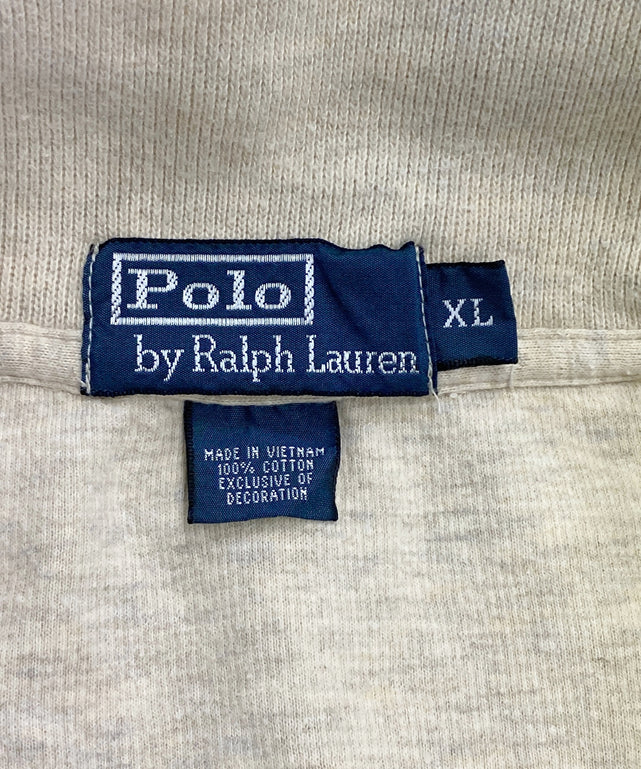 Polo
by Ralph Lauren
XL
MADE IN VIETNAM
100% COTTON
EXCLUSIVE OF
DECORATION